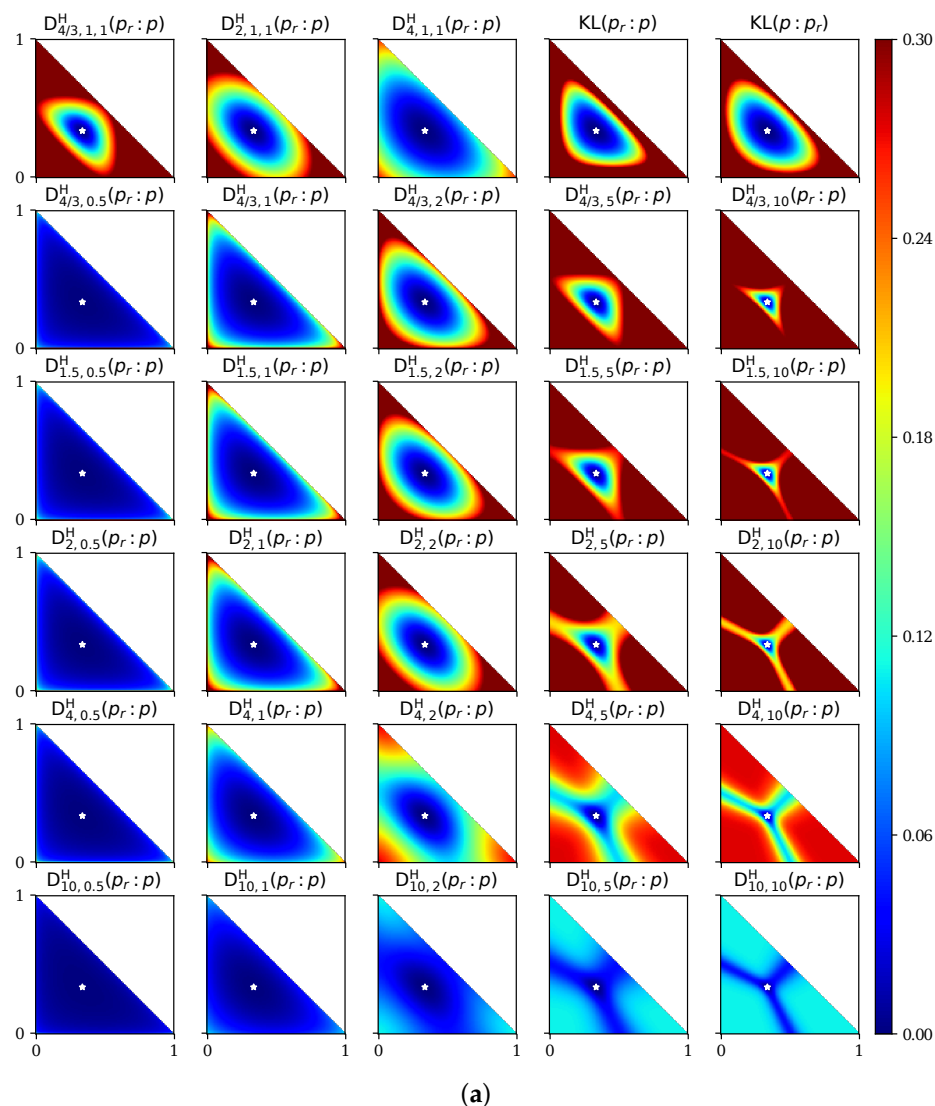 D^H_{4/3,1,1}(p_r : p) D^H_{2,1,1}(p_r : p) D^H_{4,1,1}(p_r : p) KL(p_r : p) KL(p : p_r)
1 0.30
0
D^H_{4/3,0.5}(p_r : p) D^H_{4/3,1}(p_r : p) D^H_{4/3,2}(p_r : p) D^H_{4/3,5}(p_r : p) D^H_{4/3,10}(p_r : p)
1
0.24
0
D^H_{1.5,0.5}(p_r : p) D^H_{1.5,1}(p_r : p) D^H_{1.5,2}(p_r : p) D^H_{1.5,5}(p_r : p) D^H_{1.5,10}(p_r : p)
1
0.18
0
D^H_{2,0.5}(p_r : p) D^H_{2,1}(p_r : p) D^H_{2,2}(p_r : p) D^H_{2,5}(p_r : p) D^H_{2,10}(p_r : p)
1
0.12
0
D^H_{4,0.5}(p_r : p) D^H_{4,1}(p_r : p) D^H_{4,2}(p_r : p) D^H_{4,5}(p_r : p) D^H_{4,10}(p_r : p)
1
0.06
0
D^H_{10,0.5}(p_r : p) D^H_{10,1}(p_r : p) D^H_{10,2}(p_r : p) D^H_{10,5}(p_r : p) D^H_{10,10}(p_r : p)
1
0 0.00
0 1 0 1 0 1 0 1 0 1
(a)